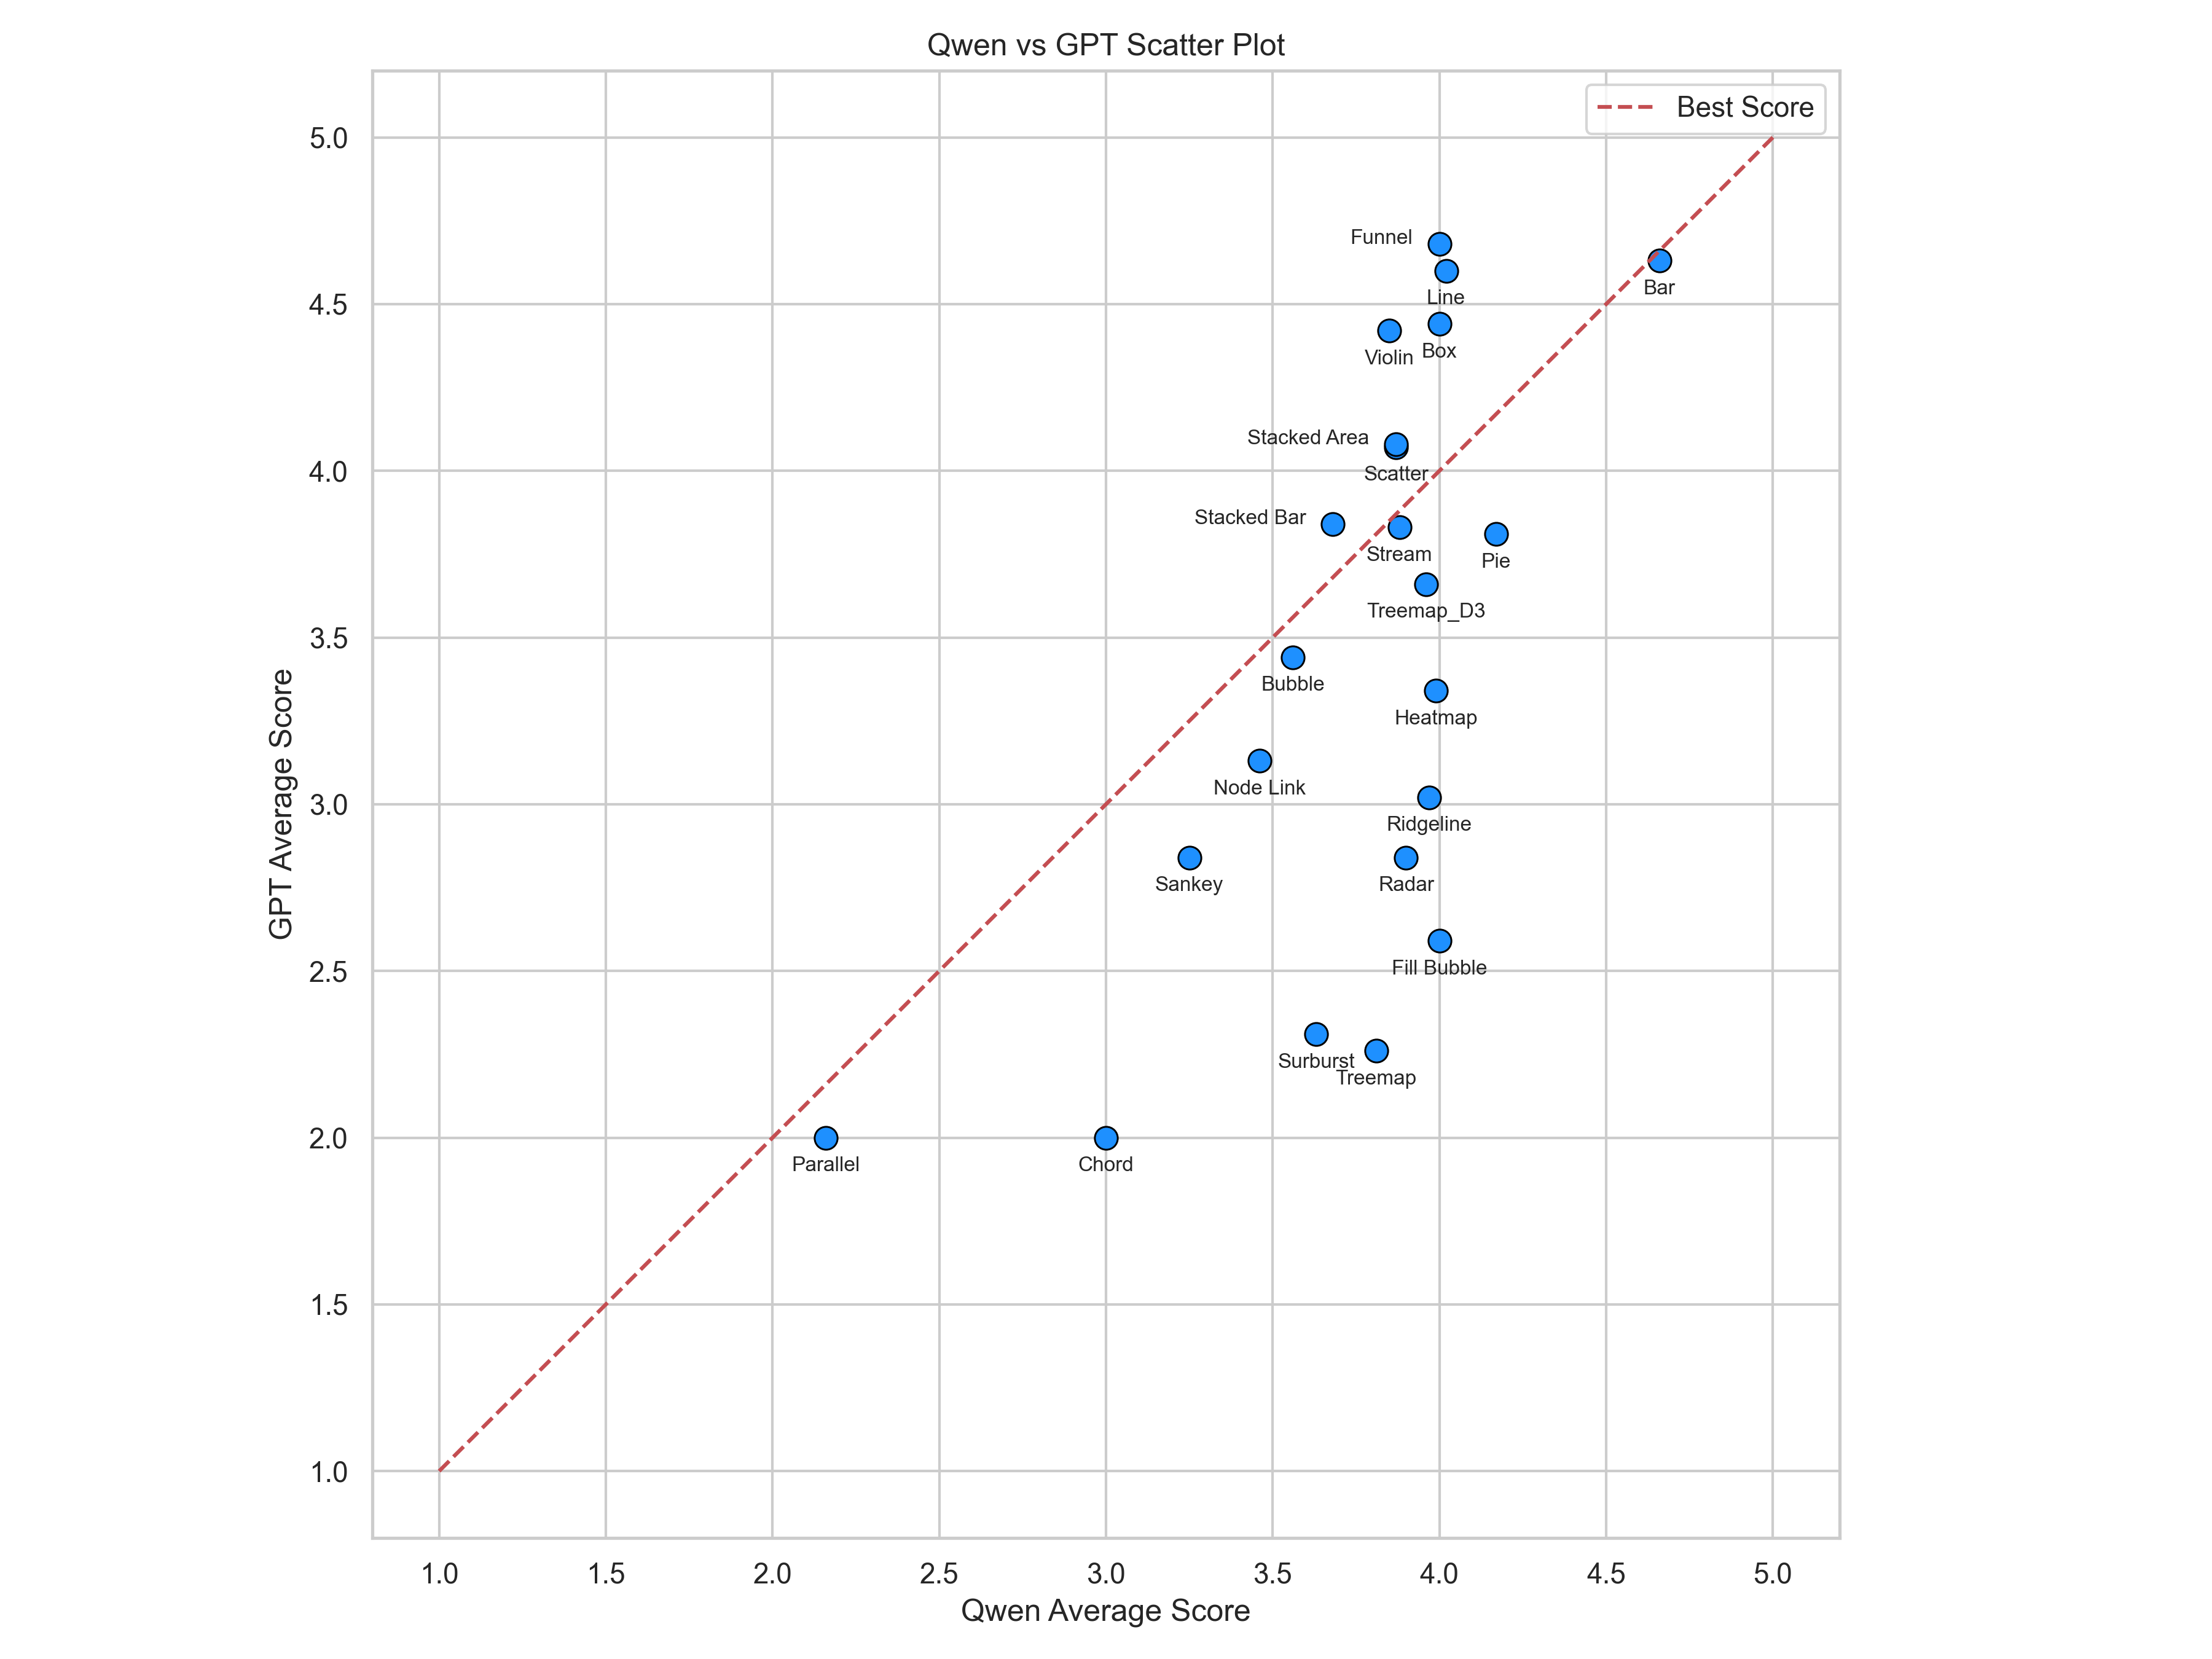 Qwen vs GPT Scatter Plot
Best Score
5.0
4.5
4.0
3.5
3.0
2.5
2.0
1.5
1.0
GPT Average Score
Funnel
Line
Bar
Violin
Box
Stacked Area
Scatter
Stacked Bar
Stream
Pie
Treemap_D3
Bubble
Heatmap
Node Link
Ridgeline
Sankey
Radar
Fill Bubble
Surburst
Treemap
Parallel
Chord
1.0 1.5 2.0 2.5 3.0 3.5 4.0 4.5 5.0
Qwen Average Score